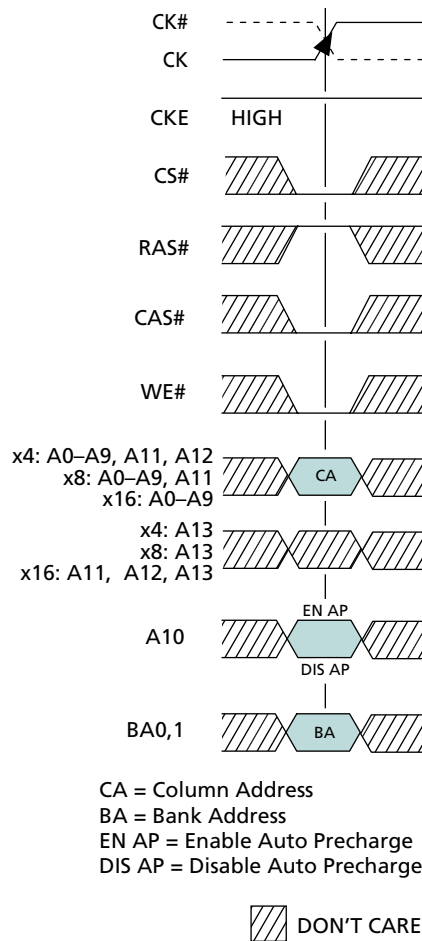 CK#
CK
CKE HIGH
CS#
RAS#
CAS#
WE#
x4: A0–A9, A11, A12
x8: A0–A9, A11
x16: A0–A9
CA
x4: A13
x8: A13
x16: A11, A12, A13
EN AP
A10
DIS AP
BA0,1
BA
CA = Column Address
BA = Bank Address
EN AP = Enable Auto Precharge
DIS AP = Disable Auto Precharge
DON'T CARE